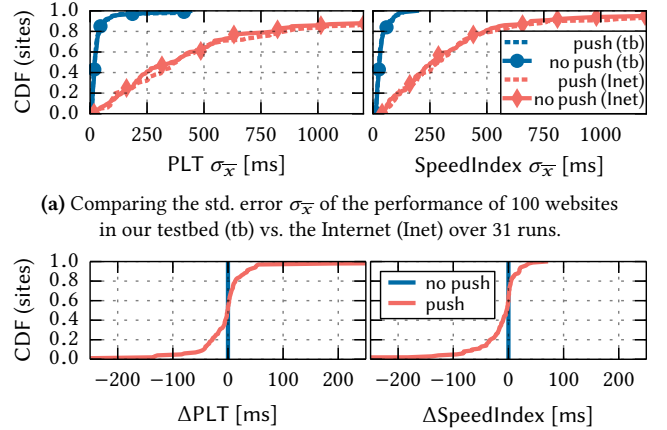 CDF (sites)
1.0
0.8
0.6
0.4
0.2
0.0
0 250 500 750 1000
PLT σx̅ [ms]
push (tb)
no push (tb)
push (Inet)
no push (Inet)
0 250 500 750 1000
SpeedIndex σx̅ [ms]
(a) Comparing the std. error σx̅ of the performance of 100 websites
in our testbed (tb) vs. the Internet (Inet) over 31 runs.
CDF (sites)
1.0
0.8
0.6
0.4
0.2
0.0
−200 −100 0 100 200
ΔPLT [ms]
no push
push
−200 −100 0 100 200
ΔSpeedIndex [ms]